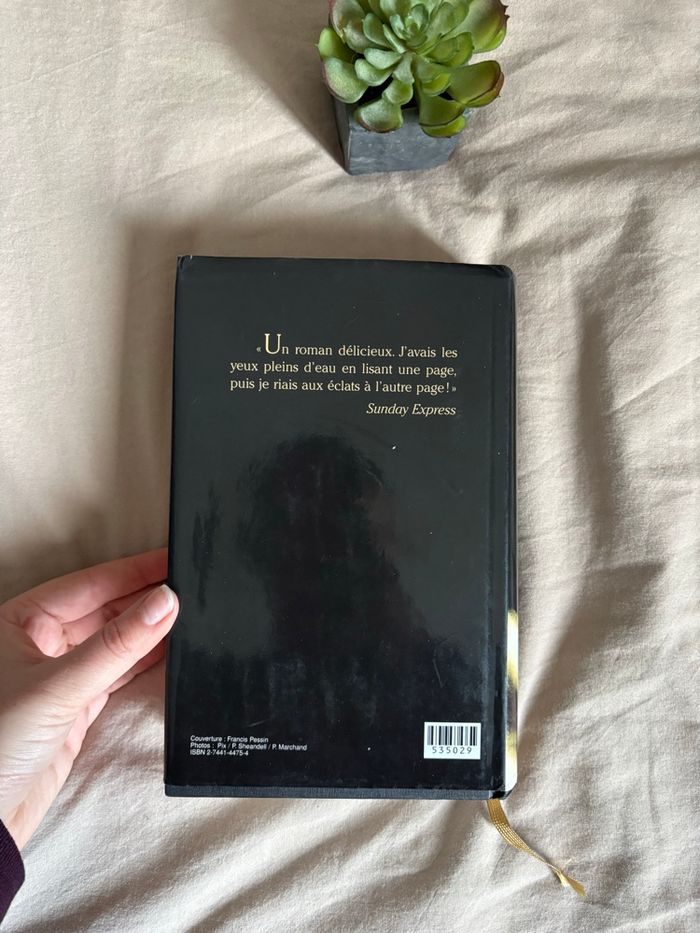 « Un roman délicieux. J'avais les
yeux pleins d'eau en lisant une page,
puis je riais aux éclats à l'autre page ! »
Sunday Express
Couverture : Francis Pessin
Photos : Pix / P. Sheandell / P. Marchand
ISBN 2-7441-4475-4
535029